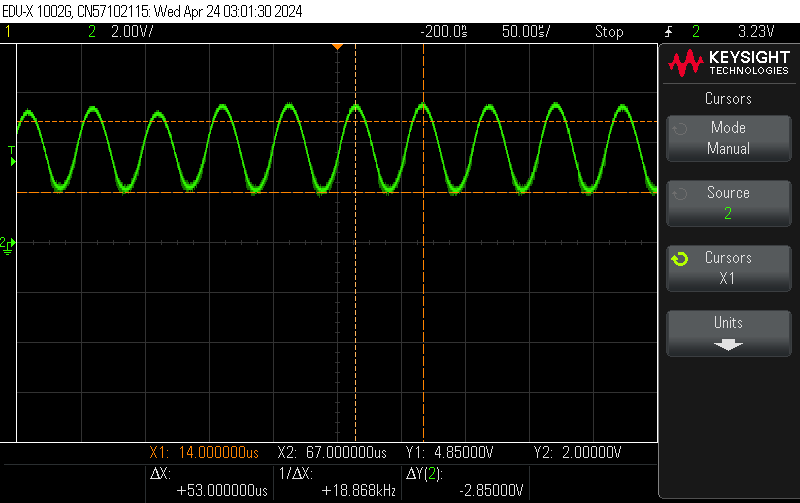 EDU-X 1002G, CN57102115: Wed Apr 24 03:01:30 2024
1 2 2.00V/ -200.0ns 50.00us/ Stop 2 3.23V
KEYSIGHT
TECHNOLOGIES
Cursors
Mode
Manual
Source
2
Cursors
X1
Units
T
2
X1: 14.000000us X2: 67.000000us Y1: 4.85000V Y2: 2.00000V
ΔX: 1/ΔX: ΔY(2):
+53.000000us +18.868kHz -2.85000V